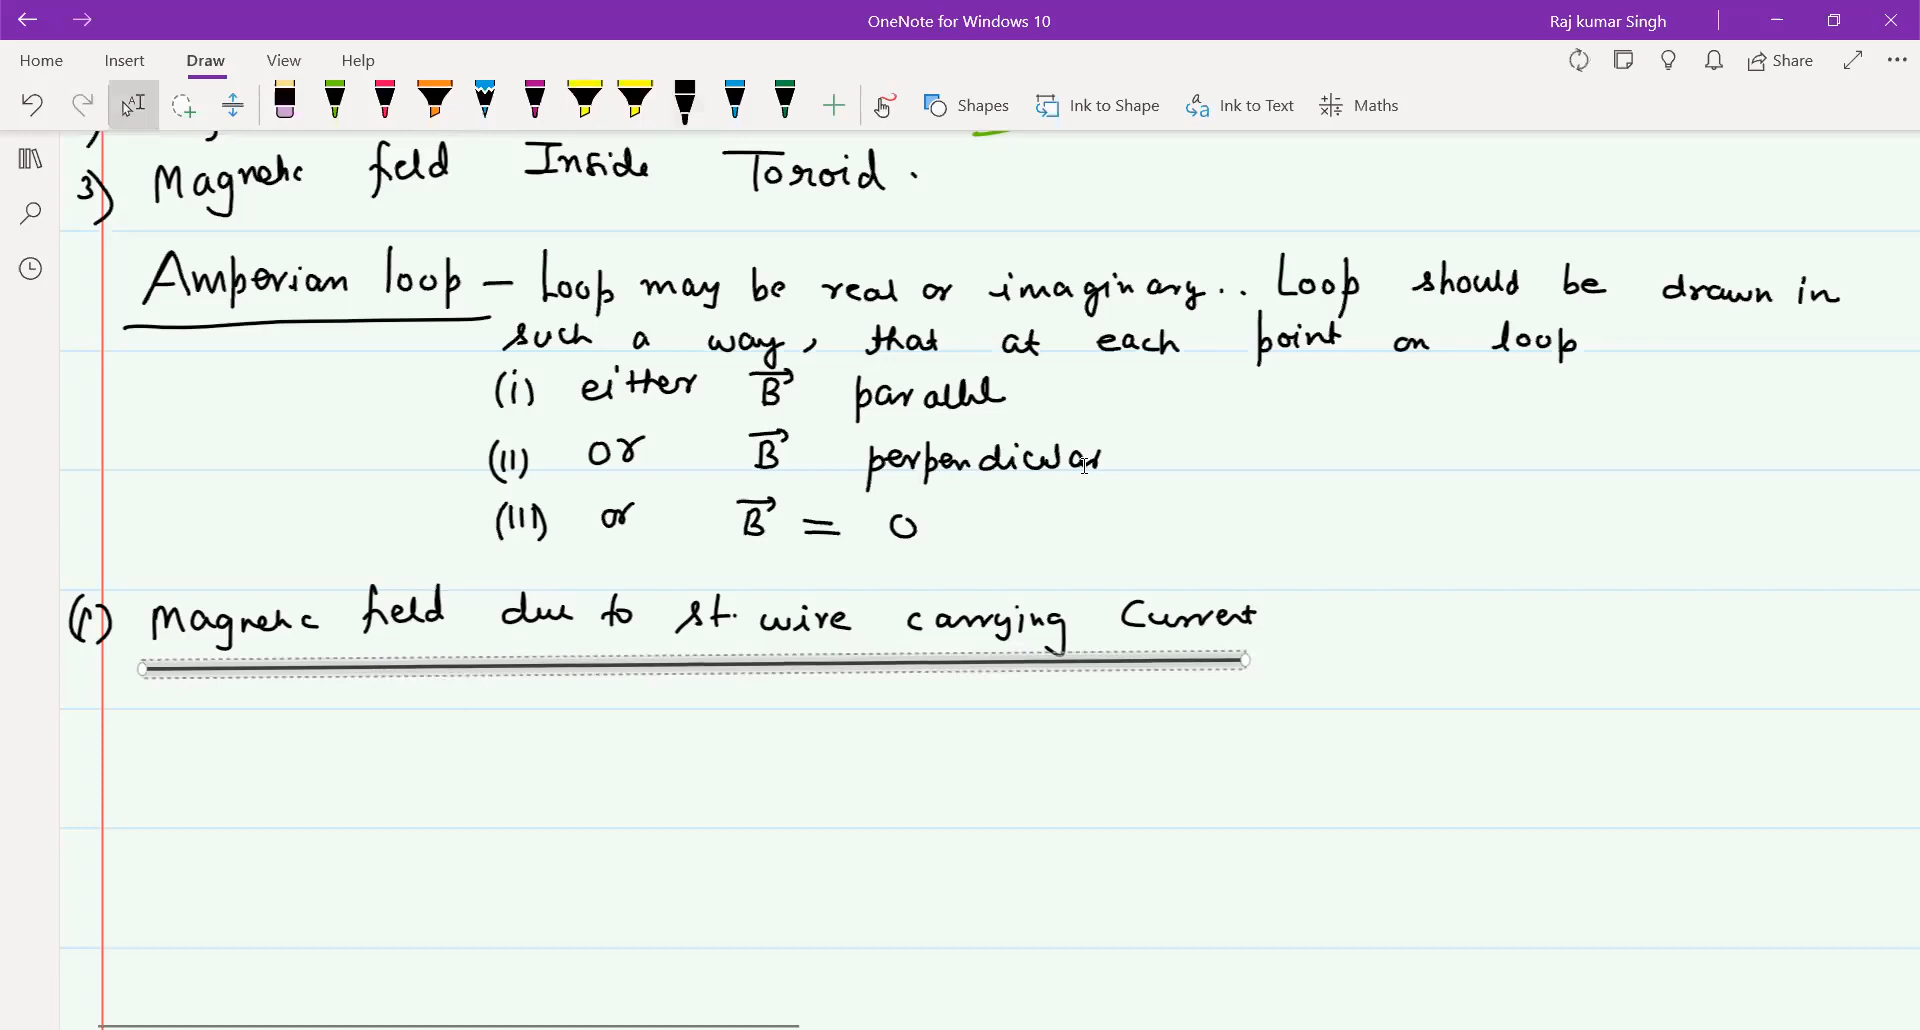 OneNote for Windows 10
Raj kumar Singh
Home Insert Draw View Help
Share
Shapes Ink to Shape Ink to Text Maths
3) Magnetic field Inside Toroid.
Amperian loop - Loop may be real or imaginary.. Loop should be drawn in
such a way, that at each point on loop
(i) either B⃗ parallel
(II) or B⃗ perpendicular
(III) or B⃗ = 0
(1) Magnetic field due to st. wire carrying Current